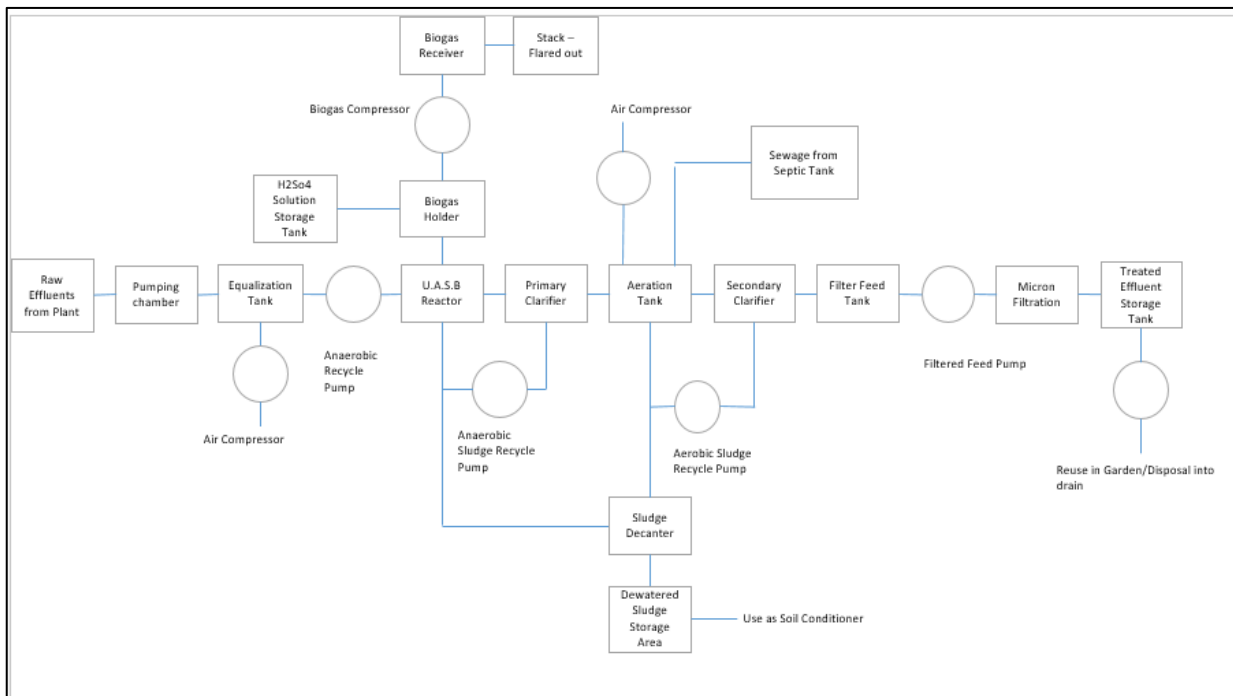 Biogas
Receiver
Stack –
Flared out
Biogas Compressor
Air Compressor
Sewage from
Septic Tank
H2So4
Solution
Storage
Tank
Biogas
Holder
Raw
Effluents
from Plant
Pumping
chamber
Equalization
Tank
U.A.S.B
Reactor
Primary
Clarifier
Aeration
Tank
Secondary
Clarifier
Filter Feed
Tank
Micron
Filtration
Treated
Effluent
Storage
Tank
Anaerobic
Recycle
Pump
Filtered Feed Pump
Air Compressor
Anaerobic
Sludge Recycle
Pump
Aerobic Sludge
Recycle Pump
Reuse in Garden/Disposal into
drain
Sludge
Decanter
Dewatered
Sludge
Storage
Area
Use as Soil Conditioner